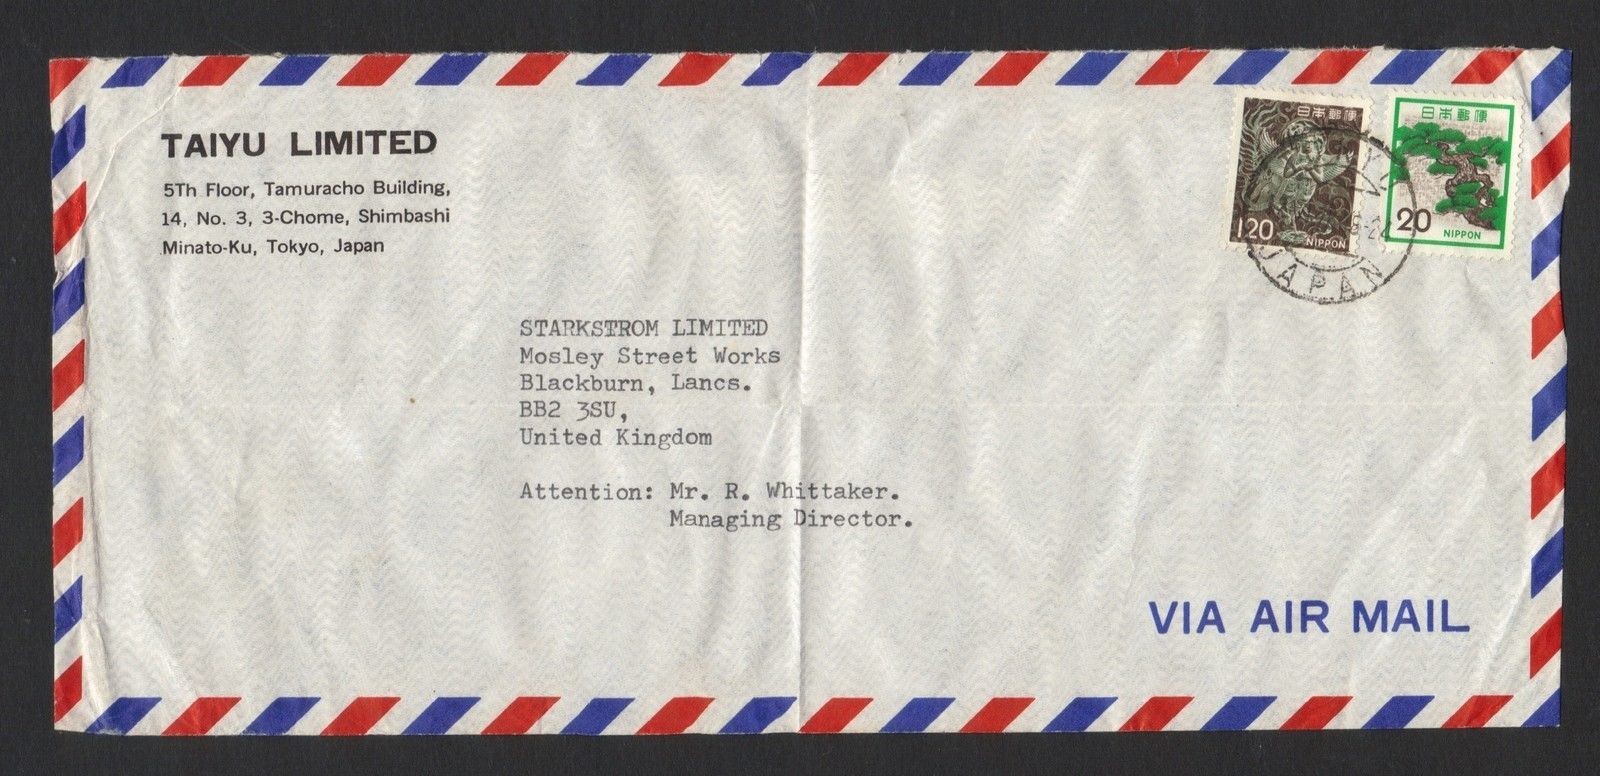 TAIYU LIMITED
5Th Floor, Tamuracho Building,
14, No. 3, 3-Chome, Shimbashi
Minato-Ku, Tokyo, Japan
日本郵便
120
NIPPON
日本郵便
20
NIPPON
JAPAN
STARKSTROM LIMITED
Mosley Street Works
Blackburn, Lancs.
BB2 3SU,
United Kingdom
Attention: Mr. R. Whittaker.
Managing Director.
VIA AIR MAIL